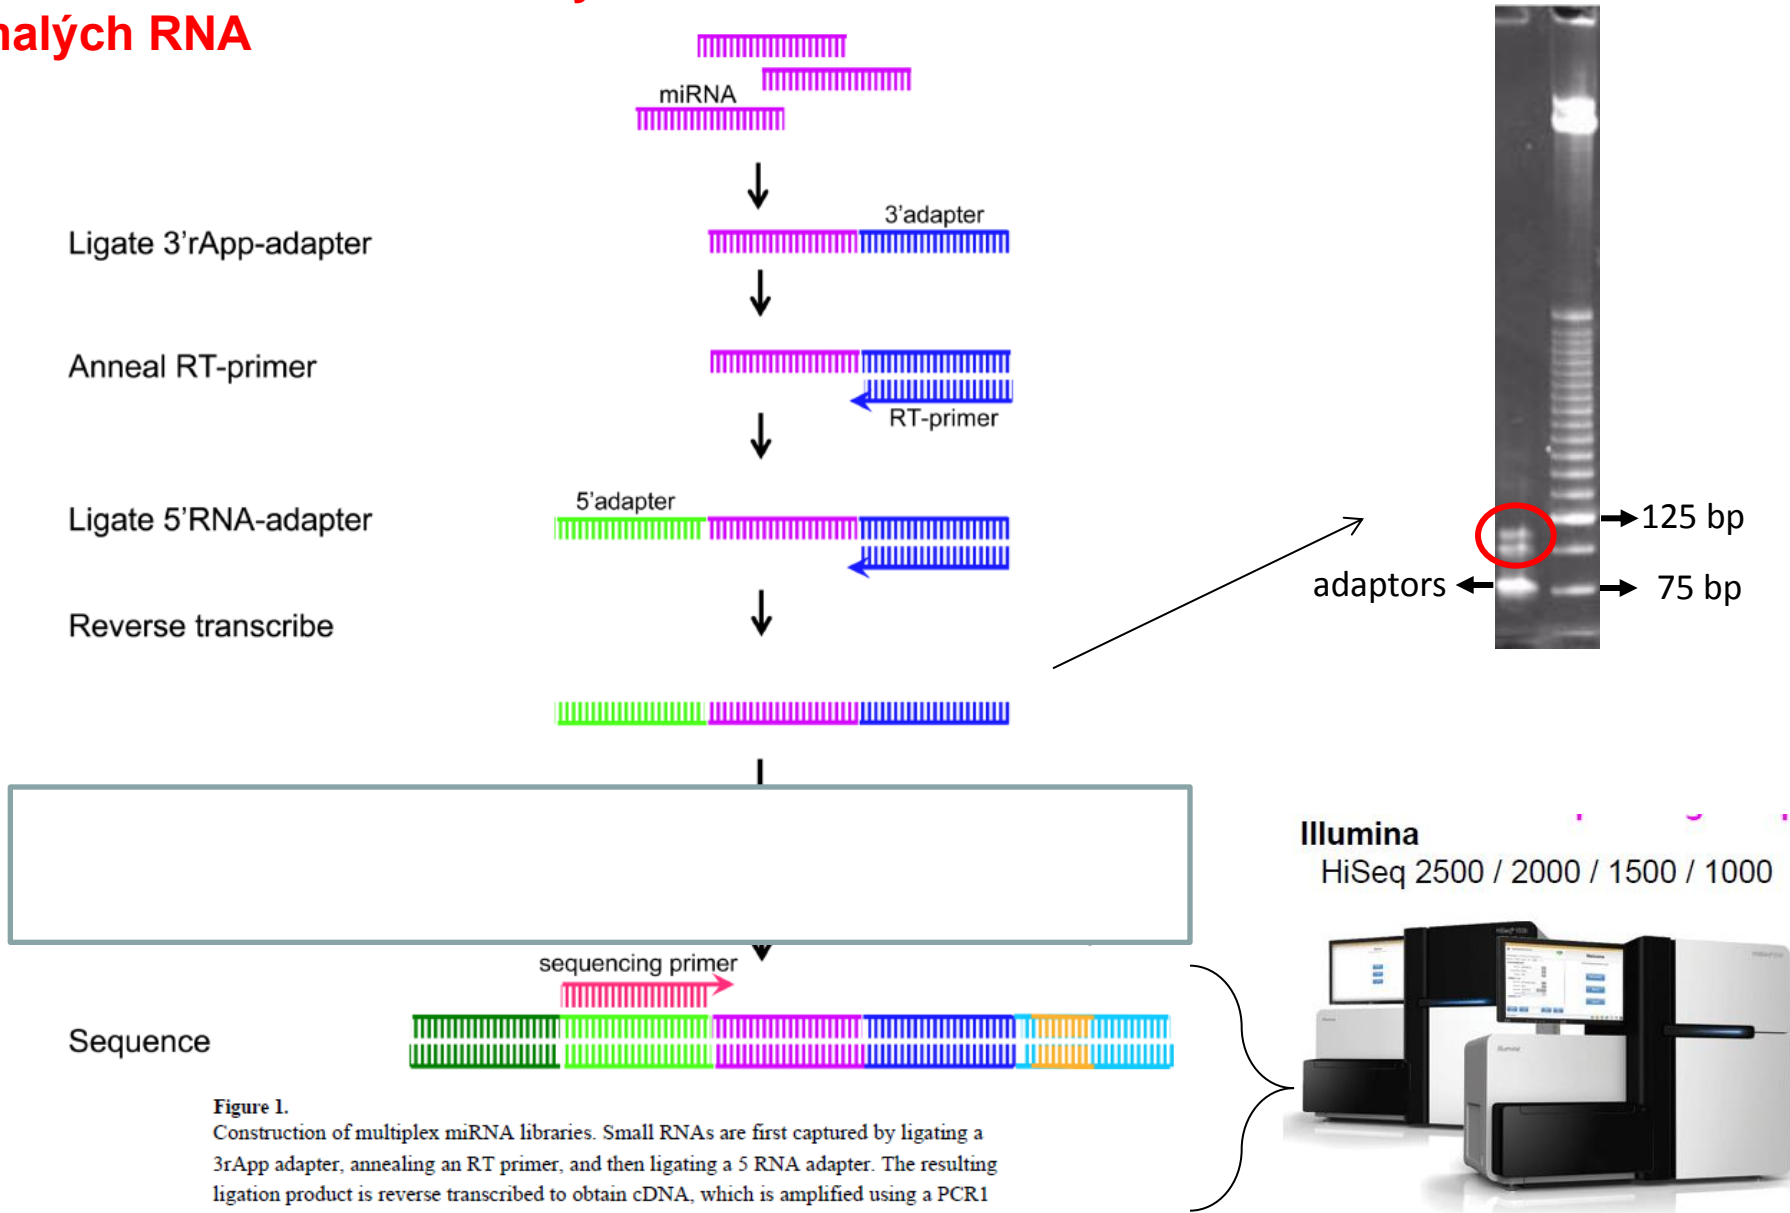 malých RNA
miRNA
3'adapter
Ligate 3'rApp-adapter
Anneal RT-primer
RT-primer
5'adapter
Ligate 5'RNA-adapter
Reverse transcribe
125 bp
adaptors
75 bp
Illumina
HiSeq 2500 / 2000 / 1500 / 1000
sequencing primer
Sequence
Figure 1.
Construction of multiplex miRNA libraries. Small RNAs are first captured by ligating a
3rApp adapter, annealing an RT primer, and then ligating a 5 RNA adapter. The resulting
ligation product is reverse transcribed to obtain cDNA, which is amplified using a PCR1